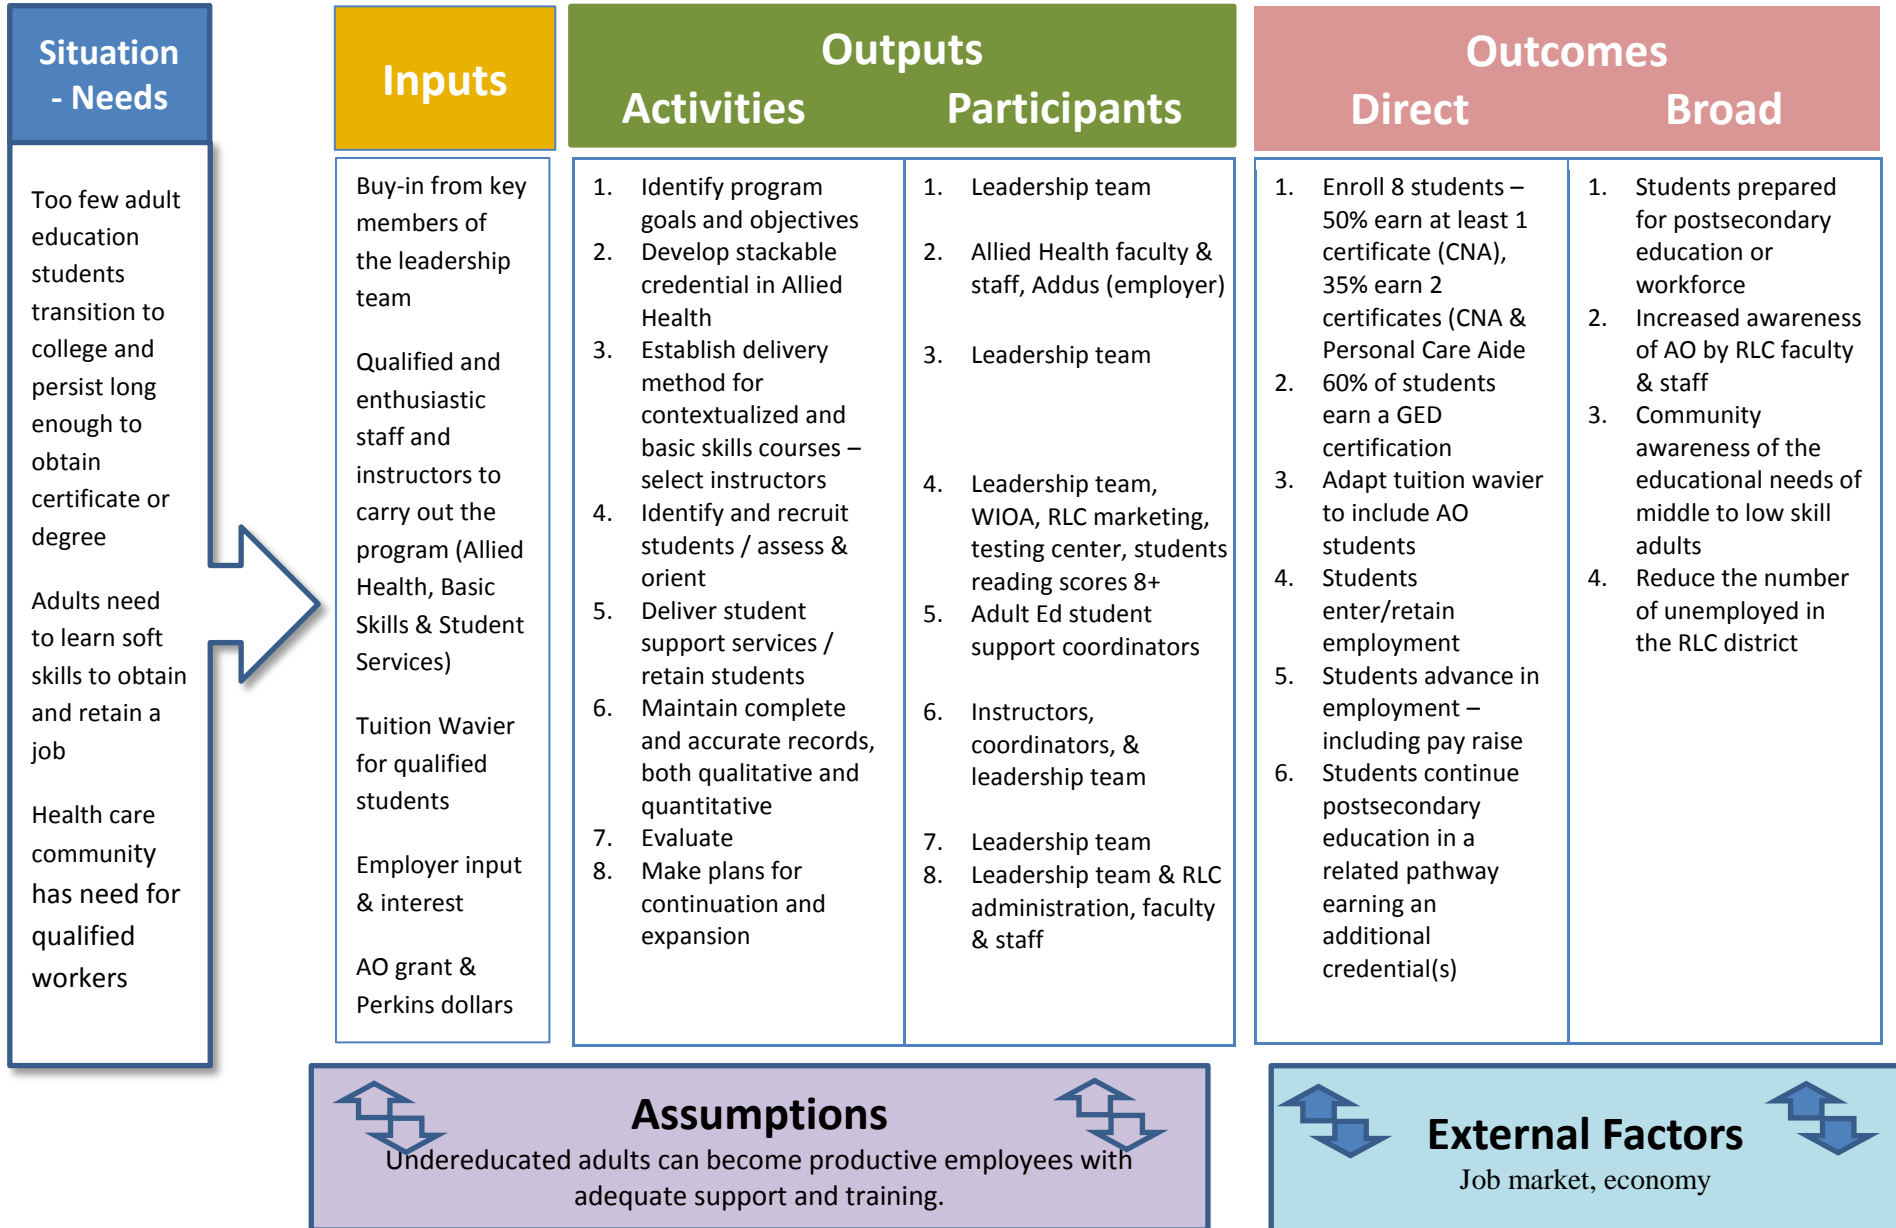 Situation
- Needs
Too few adult
education
students
transition to
college and
persist long
enough to
obtain
certificate or
degree
Adults need
to learn soft
skills to obtain
and retain a
job
Health care
community
has need for
qualified
workers
Inputs
Buy-in from key
members of
the leadership
team
Qualified and
enthusiastic
staff and
instructors to
carry out the
program (Allied
Health, Basic
Skills & Student
Services)
Tuition Wavier
for qualified
students
Employer input
& interest
AO grant &
Perkins dollars
Outputs
Activities
1. Identify program
goals and objectives
2. Develop stackable
credential in Allied
Health
3. Establish delivery
method for
contextualized and
basic skills courses –
select instructors
4. Identify and recruit
students / assess &
orient
5. Deliver student
support services /
retain students
6. Maintain complete
and accurate records,
both qualitative and
quantitative
7. Evaluate
8. Make plans for
continuation and
expansion
Participants
1. Leadership team
2. Allied Health faculty &
staff, Addus (employer)
3. Leadership team
4. Leadership team,
WIOA, RLC marketing,
testing center, students
reading scores 8+
5. Adult Ed student
support coordinators
6. Instructors,
coordinators, &
leadership team
7. Leadership team
8. Leadership team & RLC
administration, faculty
& staff
Outcomes
Direct
1. Enroll 8 students –
50% earn at least 1
certificate (CNA),
35% earn 2
certificates (CNA &
Personal Care Aide
2. 60% of students
earn a GED
certification
3. Adapt tuition wavier
to include AO
students
4. Students
enter/retain
employment
5. Students advance in
employment –
including pay raise
6. Students continue
postsecondary
education in a
related pathway
earning an
additional
credential(s)
Broad
1. Students prepared
for postsecondary
education or
workforce
2. Increased awareness
of AO by RLC faculty
& staff
3. Community
awareness of the
educational needs of
middle to low skill
adults
4. Reduce the number
of unemployed in
the RLC district
Assumptions
Undereducated adults can become productive employees with
adequate support and training.
External Factors
Job market, economy